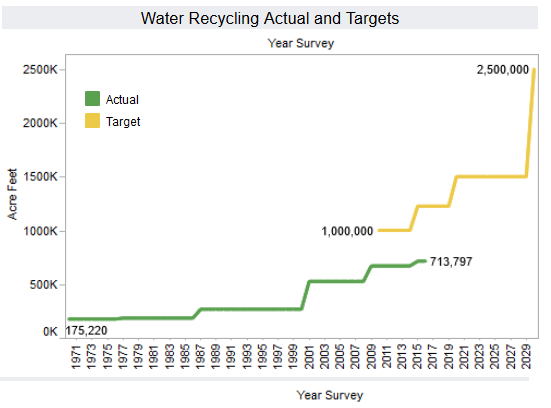 Water Recycling Actual and Targets
Year Survey
2500K
2,500,000
Actual
Target
2000K
1500K
Acre Feet
1000K
1,000,000
713,797
500K
0K
175,220
1971 1973 1975 1977 1979 1981 1983 1985 1987 1989 1991 1993 1995 1997 1999 2001 2003 2005 2007 2009 2011 2013 2015 2017 2019 2021 2023 2025 2027 2029
Year Survey